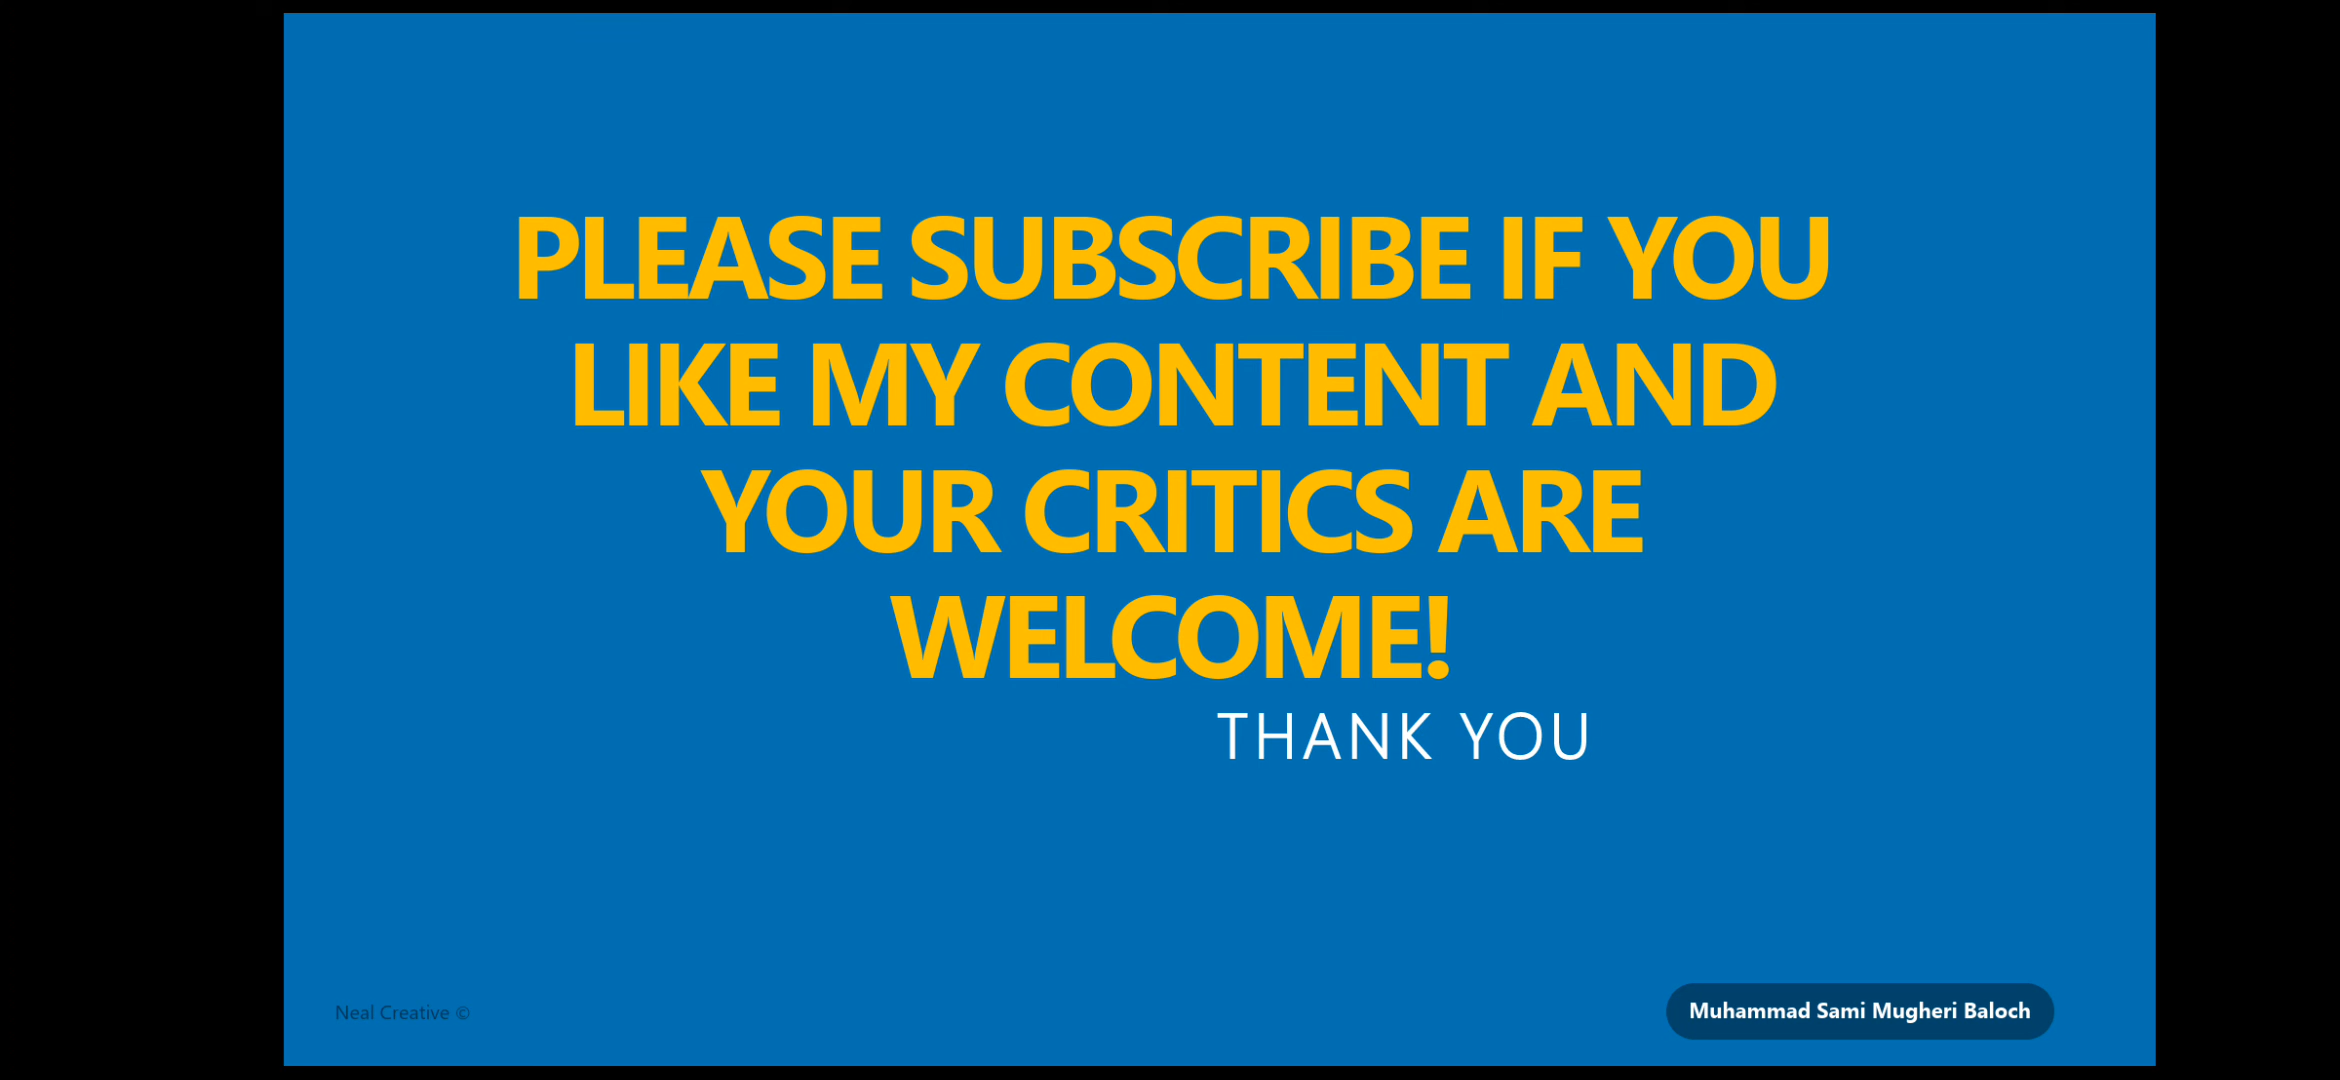 PLEASE SUBSCRIBE IF YOU
LIKE MY CONTENT AND
YOUR CRITICS ARE
WELCOME!
THANK YOU
Neal Creative ©
Muhammad Sami Mugheri Baloch